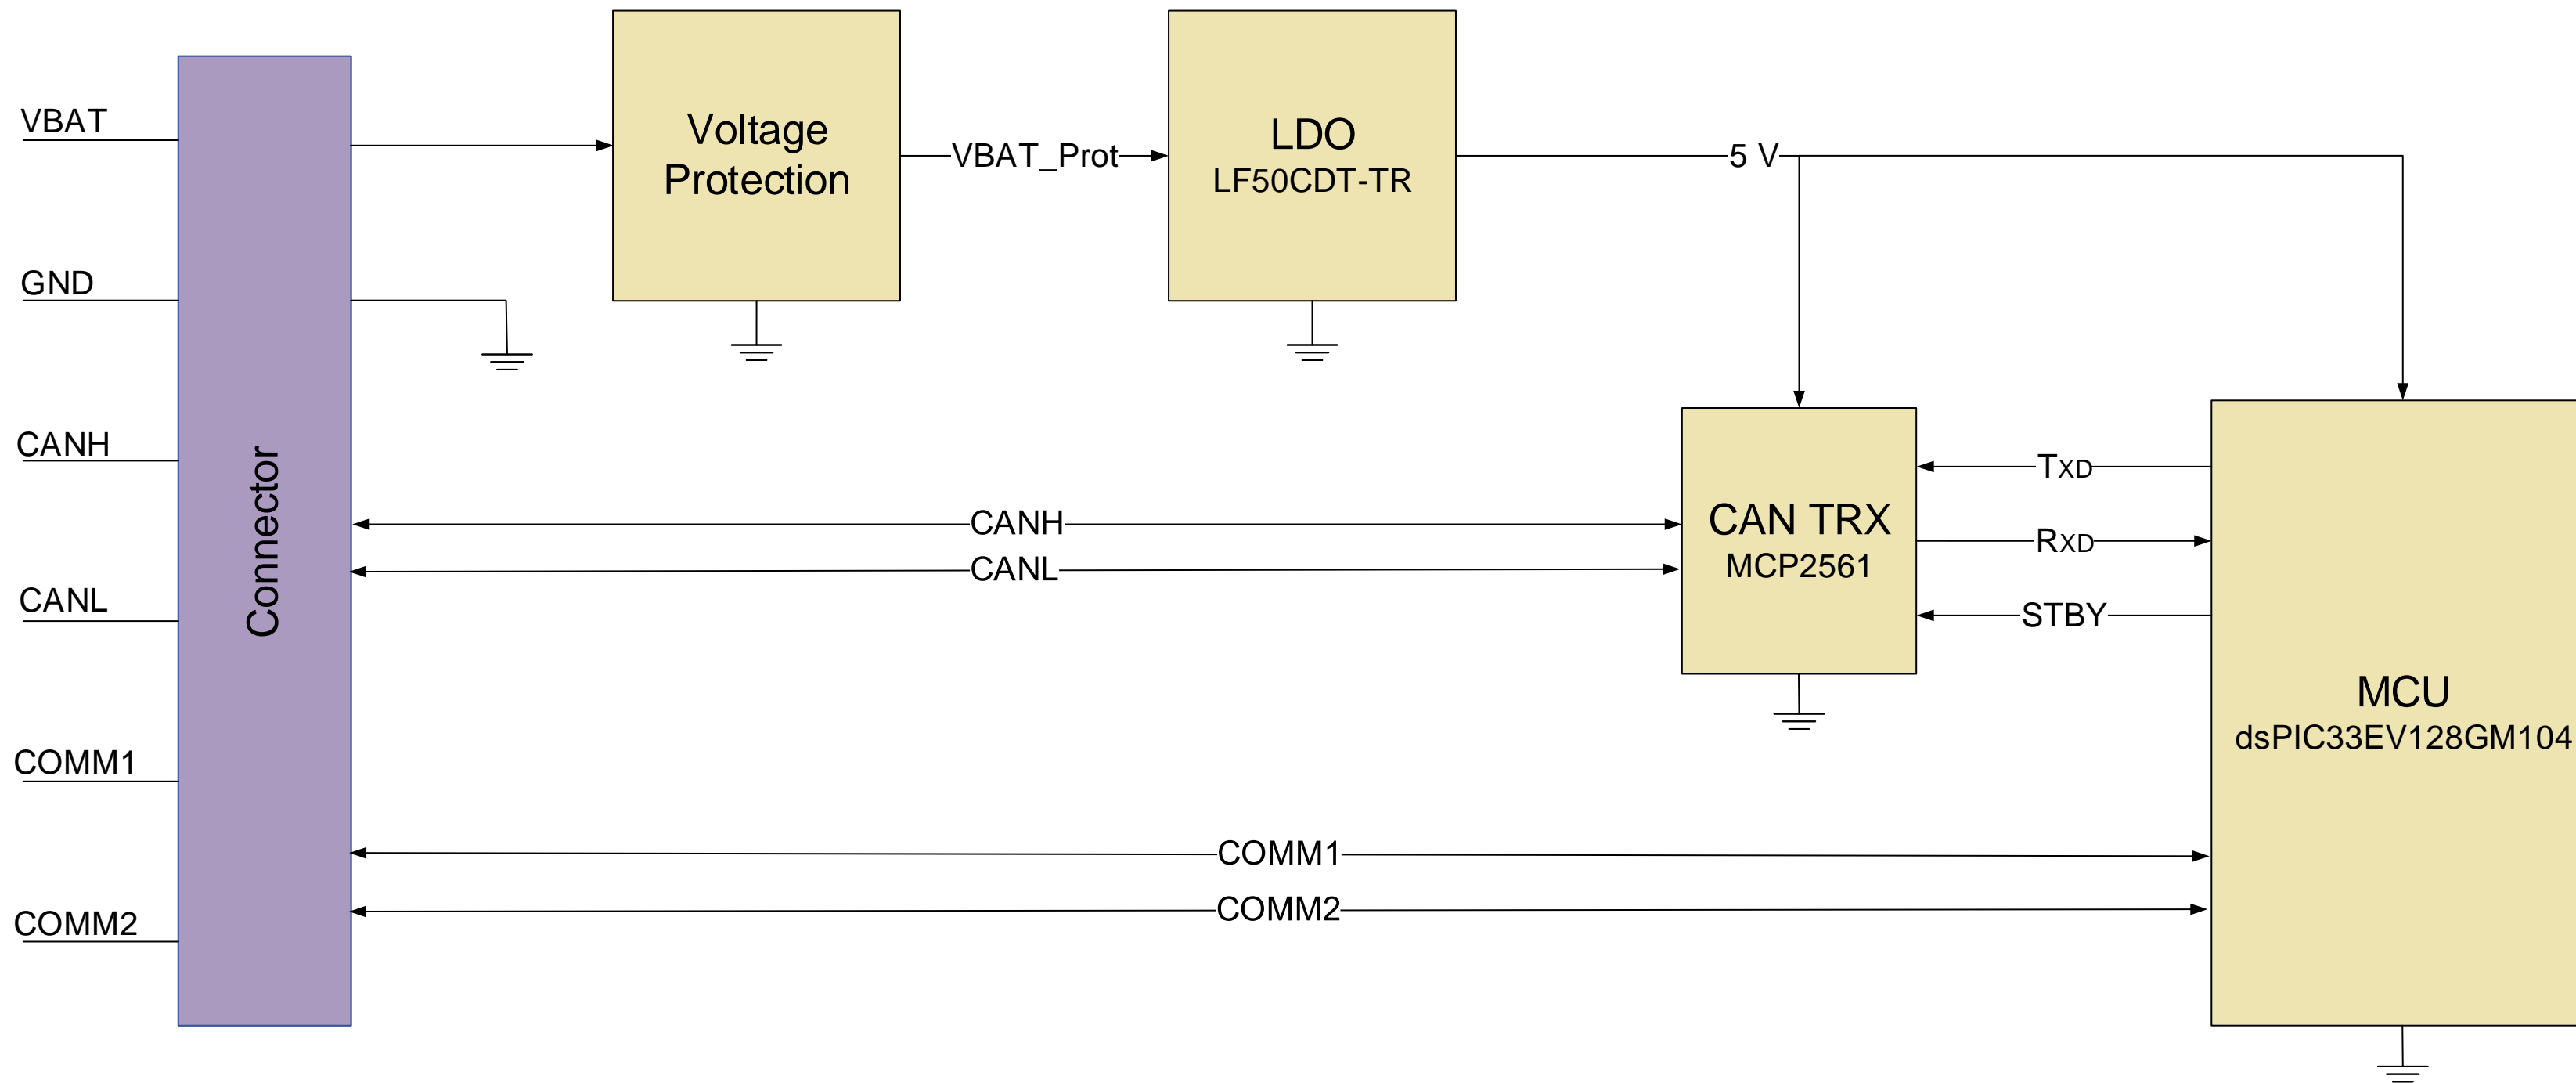 VBAT
GND
CANH
CANL
COMM1
COMM2
Connector
Voltage
Protection
VBAT_Prot
LDO
LF50CDT-TR
5 V
CANH
CANL
CAN TRX
MCP2561
TXD
RXD
STBY
MCU
dsPIC33EV128GM104
COMM1
COMM2